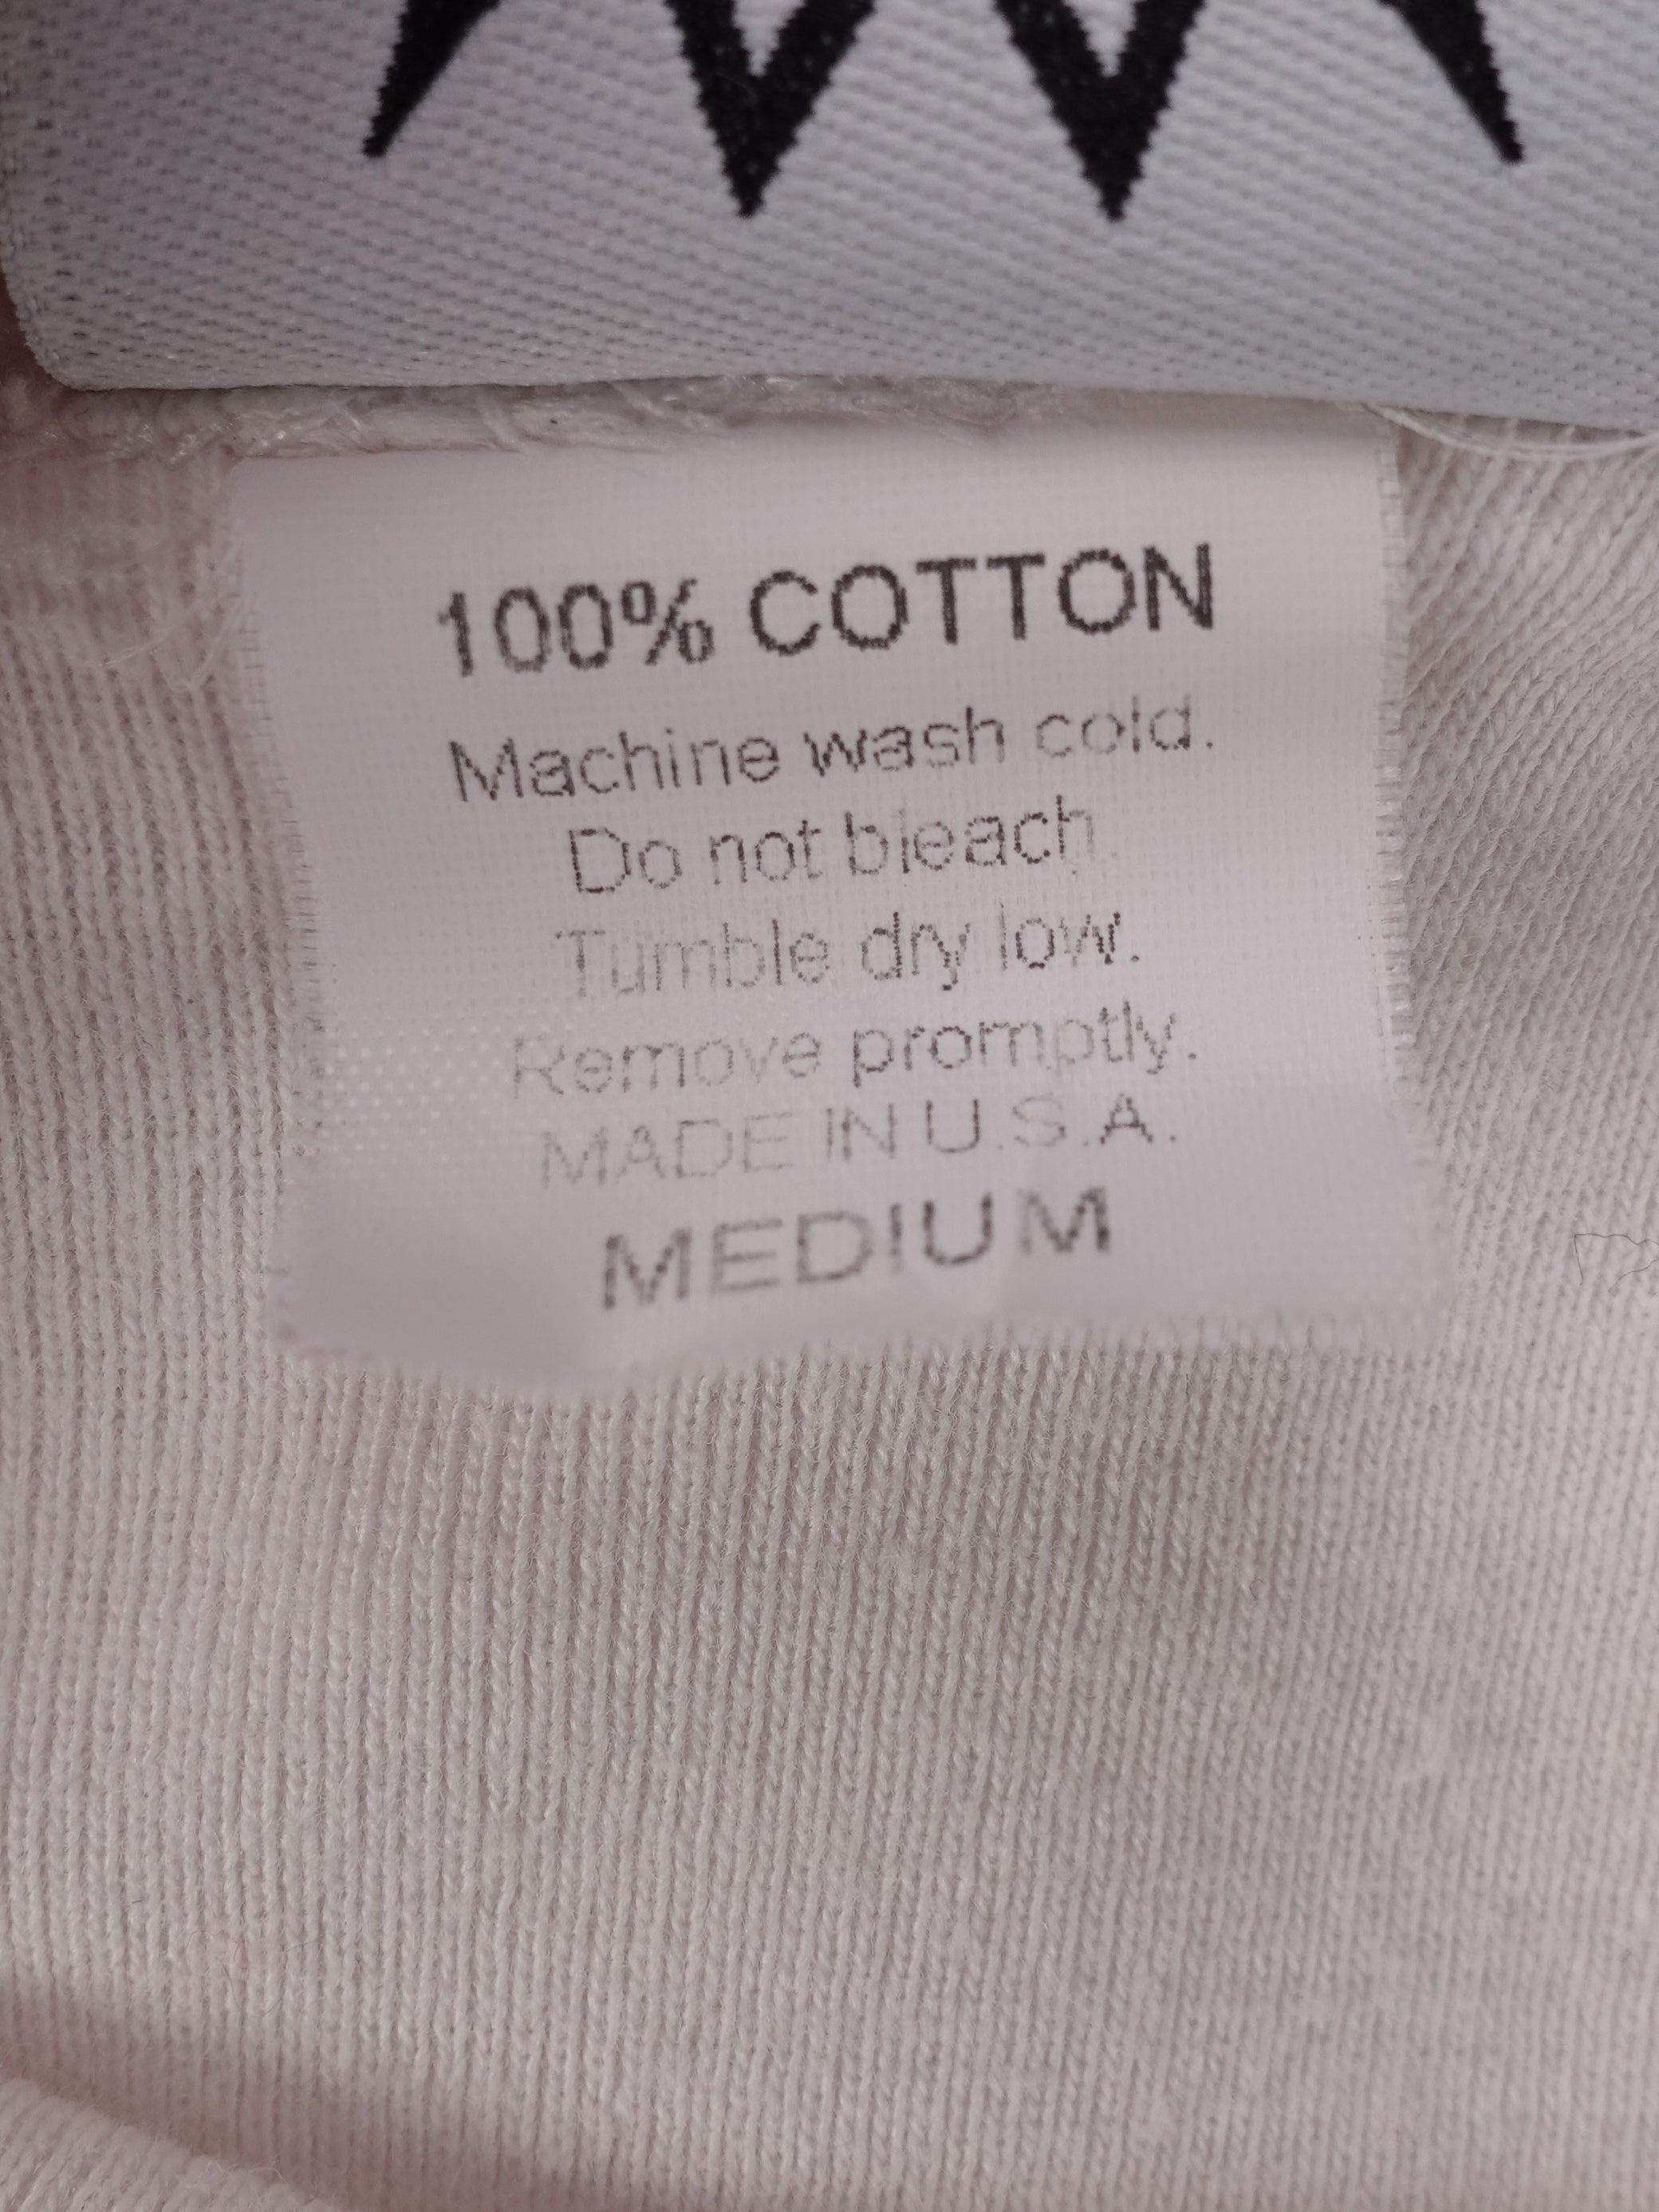 100% COTTON
Machine wash cold.
Do not bleach.
Tumble dry low.
Remove promptly.
MADE IN U.S.A.
MEDIUM